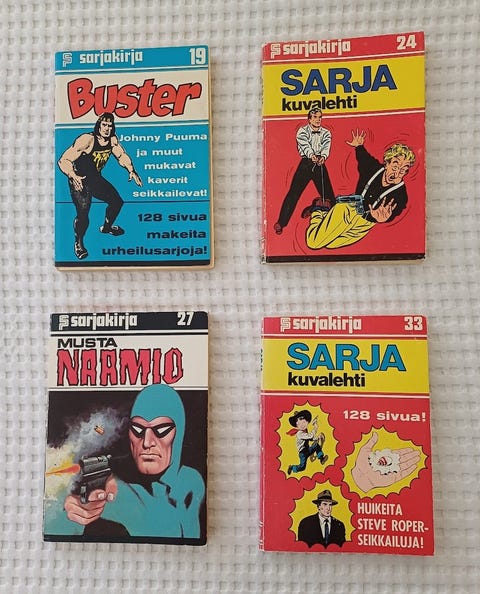 sarjakirja 19
Buster
Johnny Puuma
ja muut
mukavat
kaverit
seikkailevat!
128 sivua
makeita
urheilusarjoja!
sarjakirja 24
SARJA
kuvalehti
sarjakirja 27
MUSTA
NAAMIO
sarjakirja 33
SARJA
kuvalehti
128 sivua!
HUIKEITA
STEVE ROPER-
SEIKKAILUJA!